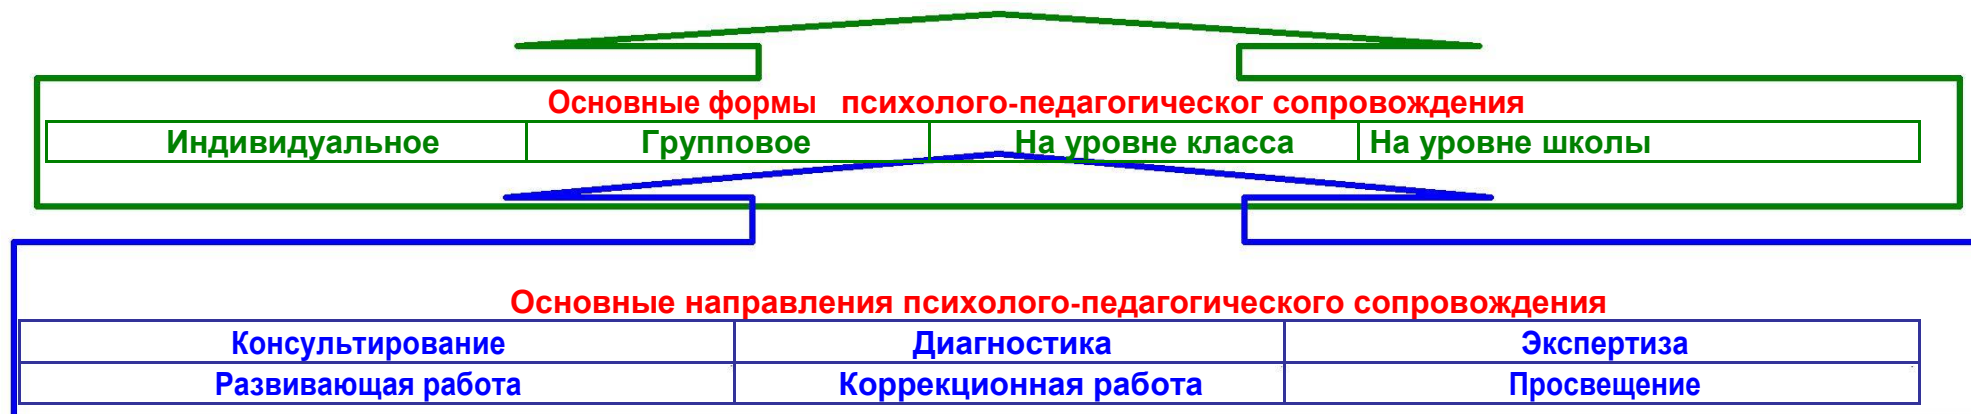 Основные формы психолого-педагогическог сопровождения
Индивидуальное Групповое На уровне класса На уровне школы
Основные направления психолого-педагогического сопровождения
Консультирование Диагностика Экспертиза
Развивающая работа Коррекционная работа Просвещение